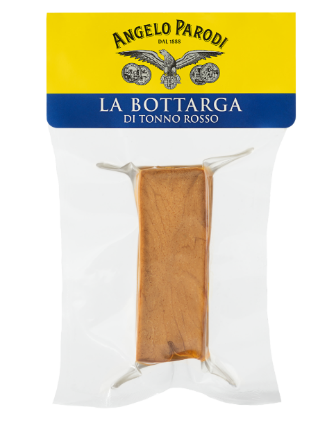 ANGELO PARODI
DAL 1888
LA BOTTARGA
DI TONNO ROSSO